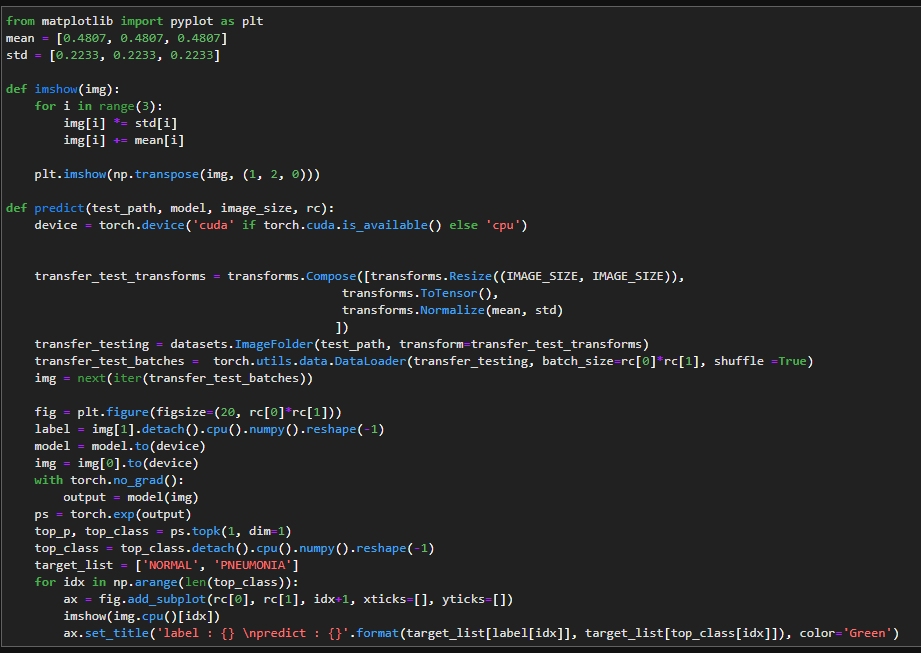 from matplotlib import pyplot as plt
mean = [0.4807, 0.4807, 0.4807]
std = [0.2233, 0.2233, 0.2233]

def imshow(img):
    for i in range(3):
        img[i] *= std[i]
        img[i] += mean[i]

    plt.imshow(np.transpose(img, (1, 2, 0)))

def predict(test_path, model, image_size, rc):
    device = torch.device('cuda' if torch.cuda.is_available() else 'cpu')


    transfer_test_transforms = transforms.Compose([transforms.Resize((IMAGE_SIZE, IMAGE_SIZE)),
                                               transforms.ToTensor(),
                                               transforms.Normalize(mean, std)
                                              ])
    transfer_testing = datasets.ImageFolder(test_path, transform=transfer_test_transforms)
    transfer_test_batches =  torch.utils.data.DataLoader(transfer_testing, batch_size=rc[0]*rc[1], shuffle =True)
    img = next(iter(transfer_test_batches))

    fig = plt.figure(figsize=(20, rc[0]*rc[1]))
    label = img[1].detach().cpu().numpy().reshape(-1)
    model = model.to(device)
    img = img[0].to(device)
    with torch.no_grad():
        output = model(img)
    ps = torch.exp(output)
    top_p, top_class = ps.topk(1, dim=1)
    top_class = top_class.detach().cpu().numpy().reshape(-1)
    target_list = ['NORMAL', 'PNEUMONIA']
    for idx in np.arange(len(top_class)):
        ax = fig.add_subplot(rc[0], rc[1], idx+1, xticks=[], yticks=[])
        imshow(img.cpu()[idx])
        ax.set_title('label : {} \npredict : {}'.format(target_list[label[idx]], target_list[top_class[idx]]), color='Green')